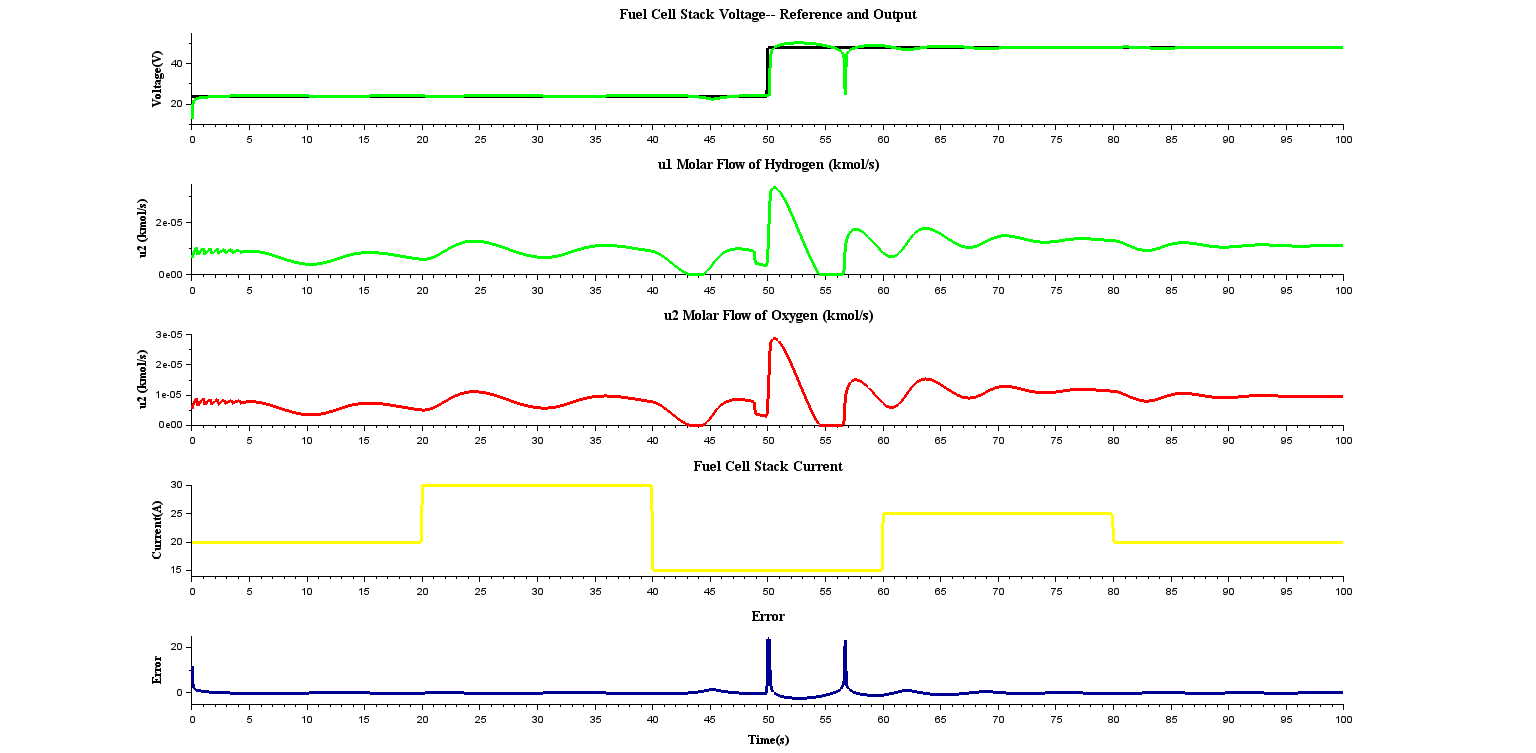 Fuel Cell Stack Voltage-- Reference and Output
Voltage(V)
40
20
0 5 10 15 20 25 30 35 40 45 50 55 60 65 70 75 80 85 90 95 100
u1 Molar Flow of Hydrogen (kmol/s)
u2 (kmol/s)
2e-05
0e00
0 5 10 15 20 25 30 35 40 45 50 55 60 65 70 75 80 85 90 95 100
u2 Molar Flow of Oxygen (kmol/s)
u2 (kmol/s)
3e-05
2e-05
1e-05
0e00
0 5 10 15 20 25 30 35 40 45 50 55 60 65 70 75 80 85 90 95 100
Fuel Cell Stack Current
Current(A)
30
25
20
15
0 5 10 15 20 25 30 35 40 45 50 55 60 65 70 75 80 85 90 95 100
Error
Error
20
0
0 5 10 15 20 25 30 35 40 45 50 55 60 65 70 75 80 85 90 95 100
Time(s)